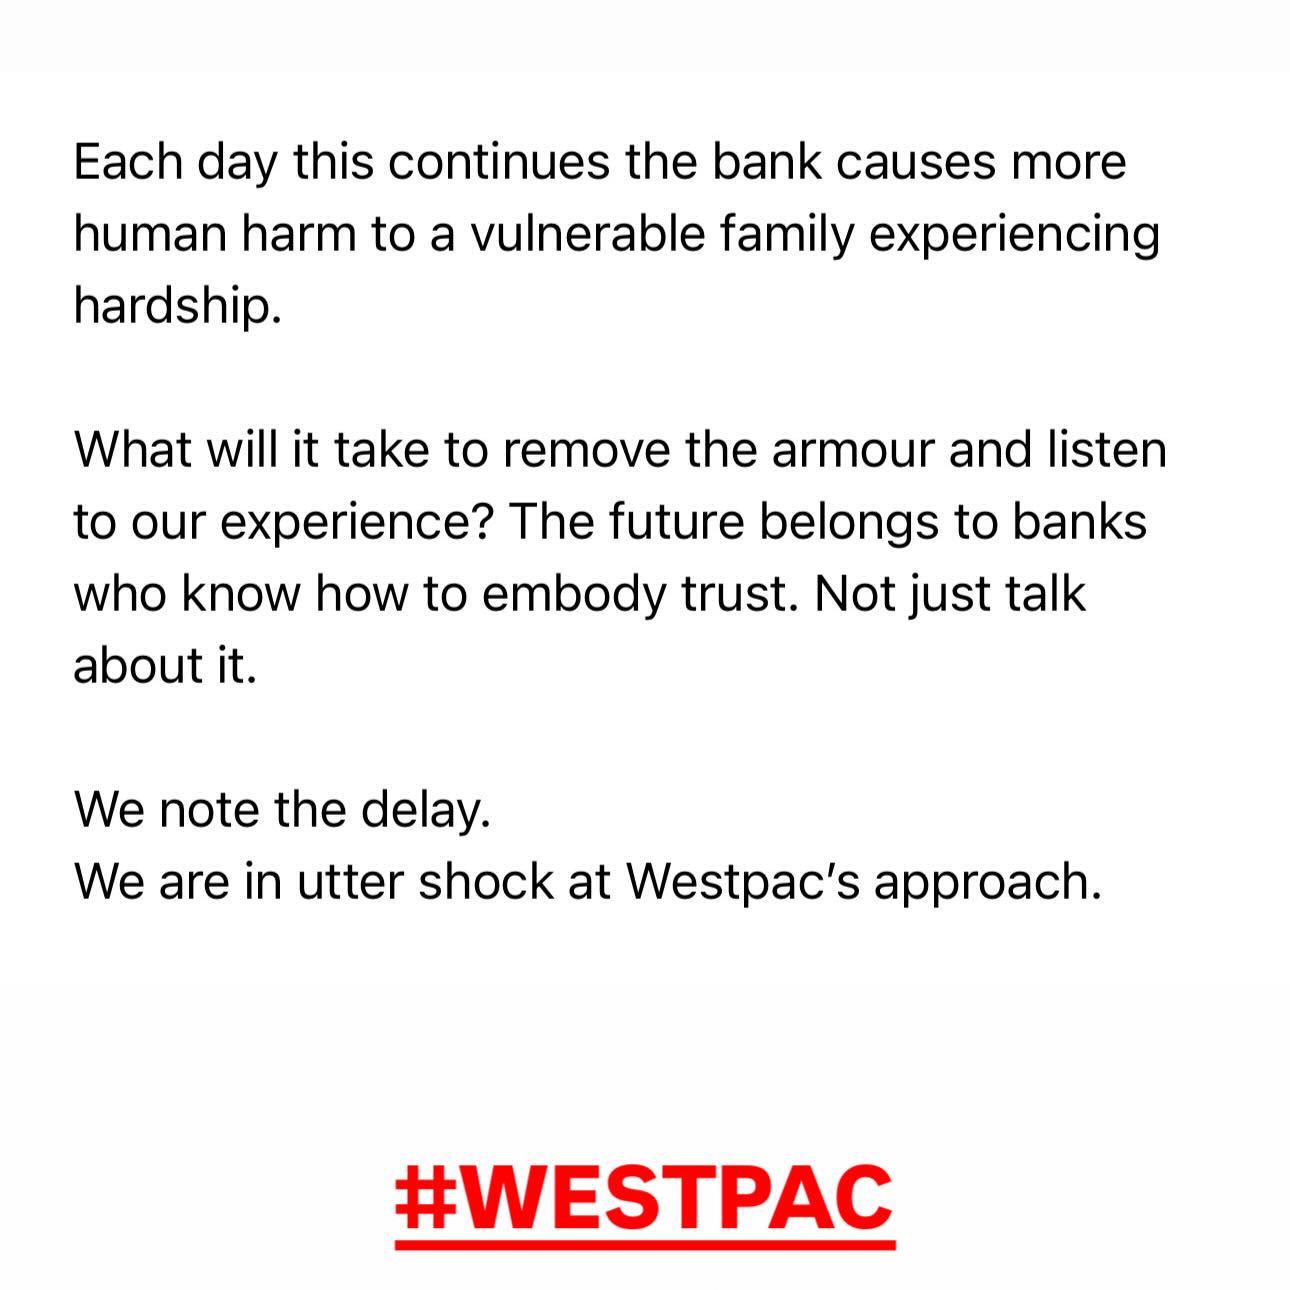 Each day this continues the bank causes more
human harm to a vulnerable family experiencing
hardship.
What will it take to remove the armour and listen
to our experience? The future belongs to banks
who know how to embody trust. Not just talk
about it.
We note the delay.
We are in utter shock at Westpac’s approach.
#WESTPAC